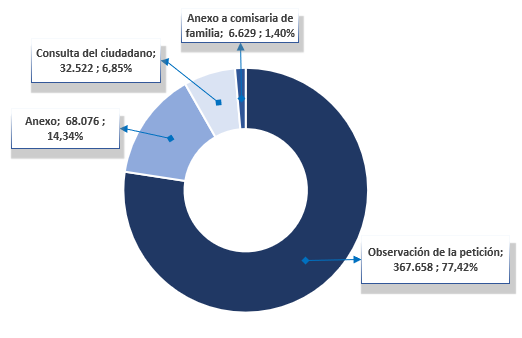 Anexo a comisaria de
familia;  6.629 ; 1,40%
Consulta del ciudadano;
32.522 ; 6,85%
Anexo;  68.076 ;
14,34%
Observación de la petición;
367.658 ; 77,42%